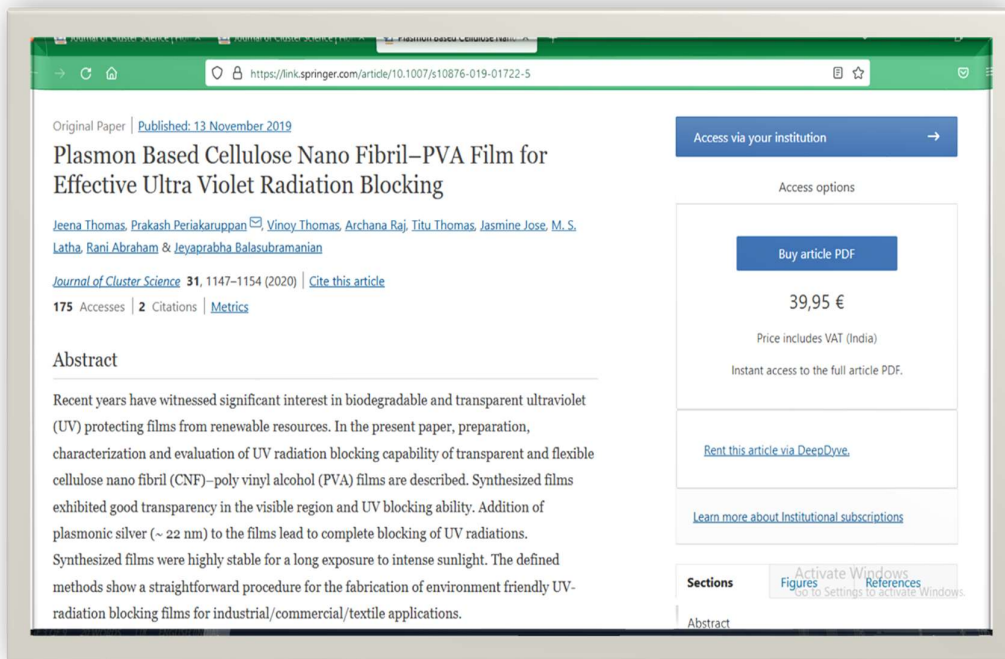 https://link.springer.com/article/10.1007/s10876-019-01722-5
Original Paper | Published: 13 November 2019
Plasmon Based Cellulose Nano Fibril–PVA Film for
Effective Ultra Violet Radiation Blocking
Jeena Thomas, Prakash Periakaruppan, Vinoy Thomas, Archana Raj, Titu Thomas, Jasmine Jose, M. S.
Latha, Rani Abraham & Jeyaprabha Balasubramanian
Journal of Cluster Science 31, 1147–1154 (2020) | Cite this article
175 Accesses | 2 Citations | Metrics
Abstract
Recent years have witnessed significant interest in biodegradable and transparent ultraviolet
(UV) protecting films from renewable resources. In the present paper, preparation,
characterization and evaluation of UV radiation blocking capability of transparent and flexible
cellulose nano fibril (CNF)–poly vinyl alcohol (PVA) films are described. Synthesized films
exhibited good transparency in the visible region and UV blocking ability. Addition of
plasmonic silver (~ 22 nm) to the films lead to complete blocking of UV radiations.
Synthesized films were highly stable for a long exposure to intense sunlight. The defined
methods show a straightforward procedure for the fabrication of environment friendly UV-
radiation blocking films for industrial/commercial/textile applications.
Access via your institution →
Access options
Buy article PDF
39,95 €
Price includes VAT (India)
Instant access to the full article PDF.
Rent this article via DeepDyve.
Learn more about Institutional subscriptions
Sections Figures References
Activate Windows
Go to Settings to activate Windows.
Abstract